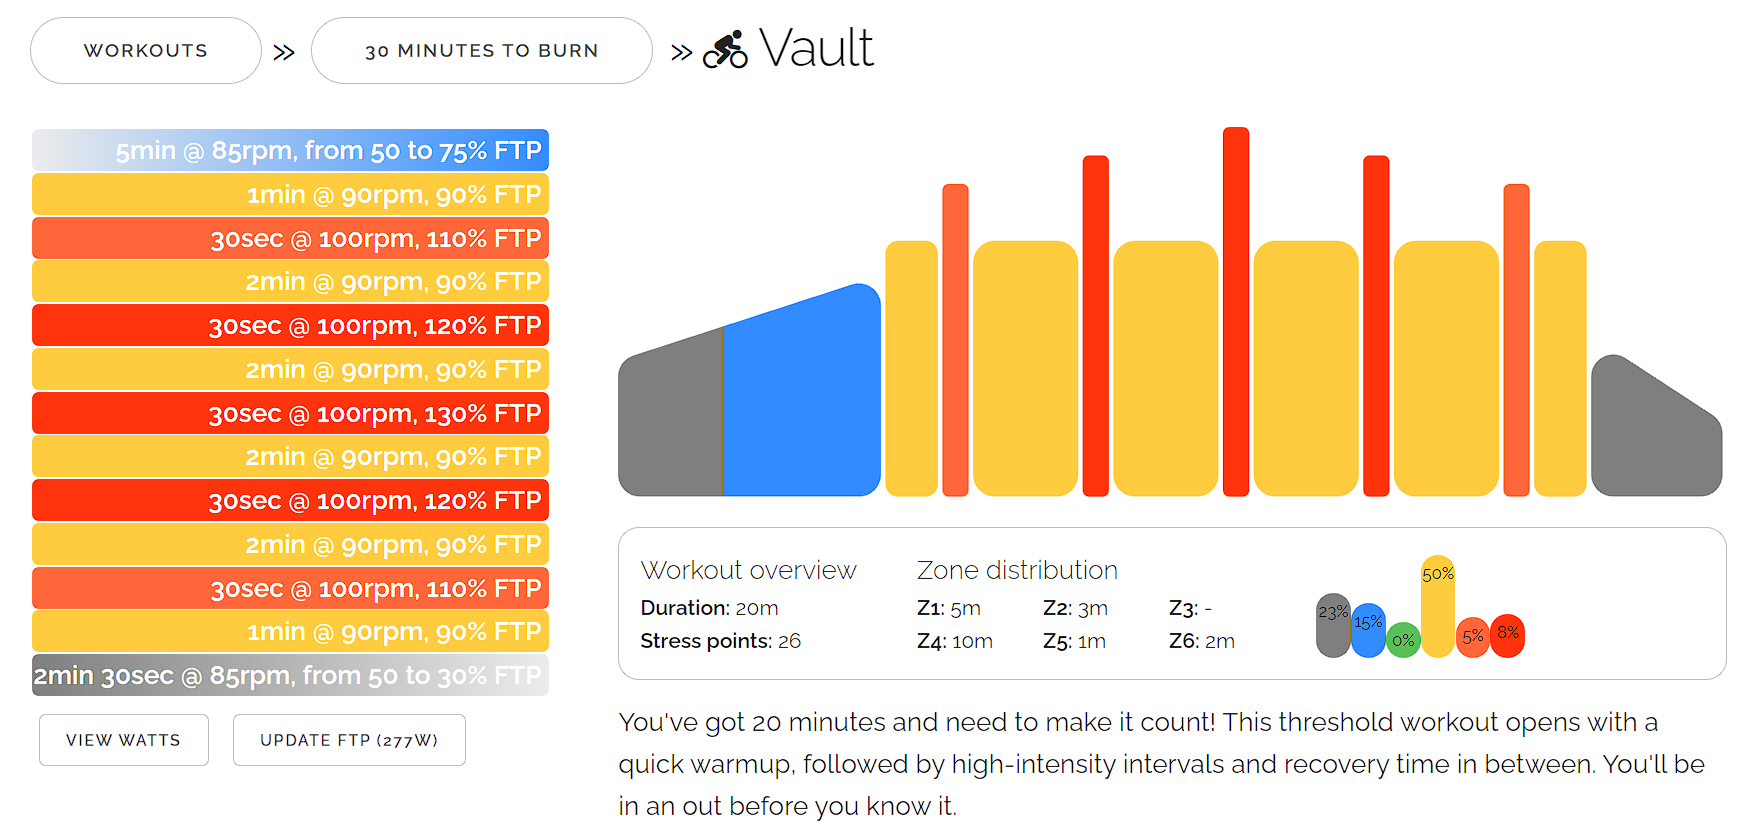 WORKOUTS » 30 MINUTES TO BURN » Vault
5min @ 85rpm, from 50 to 75% FTP
1min @ 90rpm, 90% FTP
30sec @ 100rpm, 110% FTP
2min @ 90rpm, 90% FTP
30sec @ 100rpm, 120% FTP
2min @ 90rpm, 90% FTP
30sec @ 100rpm, 130% FTP
2min @ 90rpm, 90% FTP
30sec @ 100rpm, 120% FTP
2min @ 90rpm, 90% FTP
30sec @ 100rpm, 110% FTP
1min @ 90rpm, 90% FTP
2min 30sec @ 85rpm, from 50 to 30% FTP
VIEW WATTS
UPDATE FTP (277W)
Workout overview
Duration: 20m
Stress points: 26
Zone distribution
Z1: 5m Z2: 3m Z3: -
Z4: 10m Z5: 1m Z6: 2m
23% 15% 0% 50% 5% 8%
You've got 20 minutes and need to make it count! This threshold workout opens with a
quick warmup, followed by high-intensity intervals and recovery time in between. You'll be
in an out before you know it.